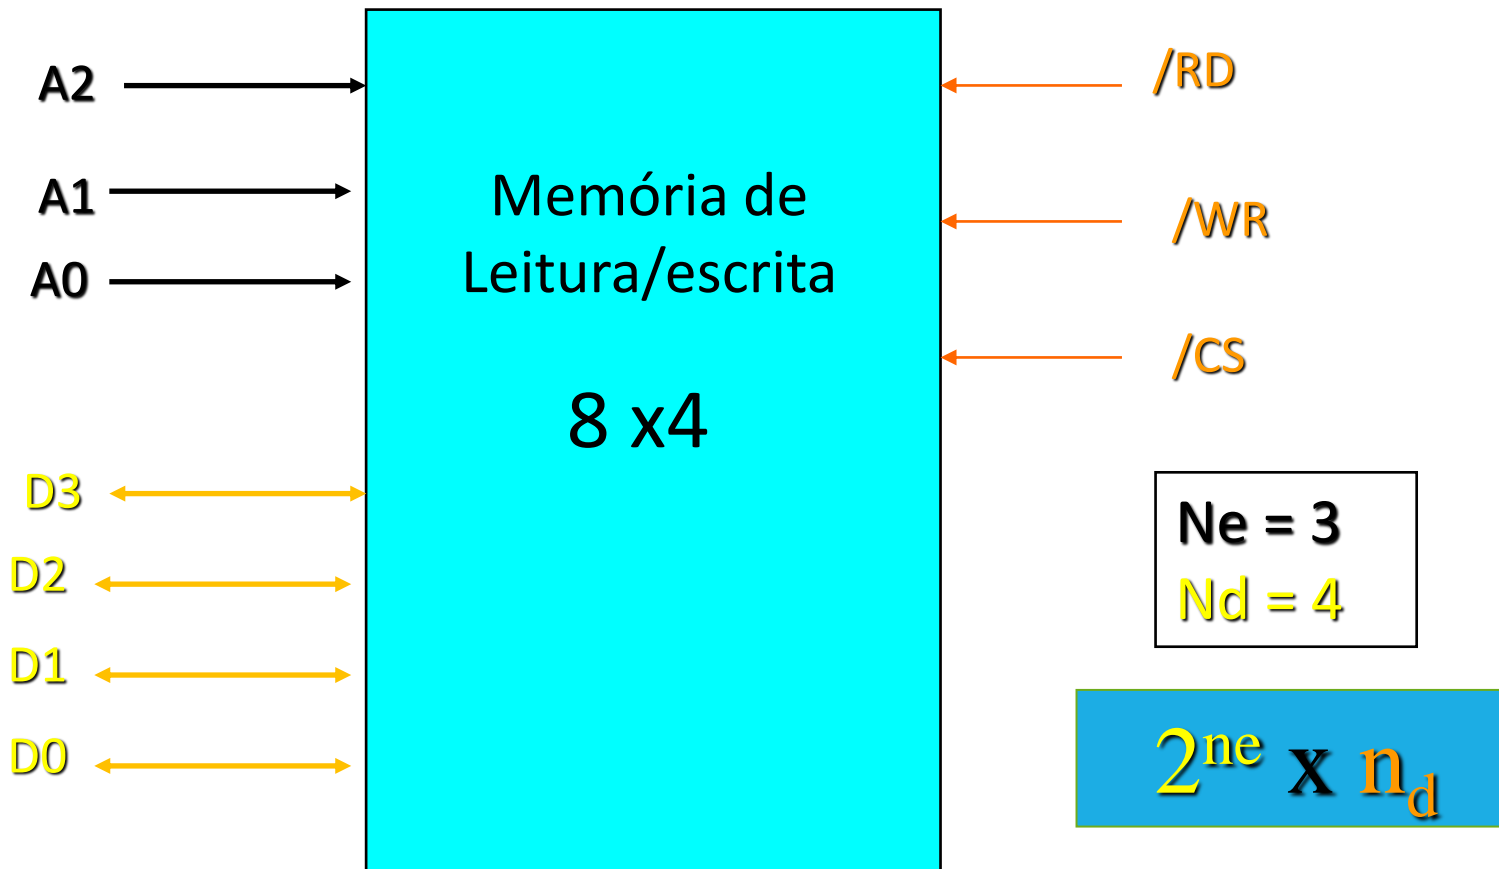 A2
A1
A0
D3
D2
D1
D0
Memória de
Leitura/escrita
8 x4
/RD
/WR
/CS
Ne = 3
Nd = 4
2ne x nd